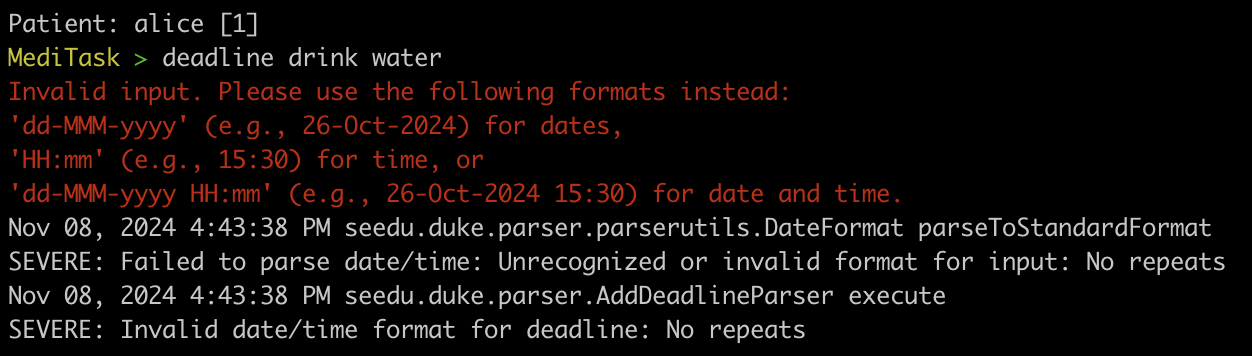 Patient: alice [1]
MediTask > deadline drink water
Invalid input. Please use the following formats instead:
'dd-MMM-yyyy' (e.g., 26-Oct-2024) for dates,
'HH:mm' (e.g., 15:30) for time, or
'dd-MMM-yyyy HH:mm' (e.g., 26-Oct-2024 15:30) for date and time.
Nov 08, 2024 4:43:38 PM seedu.duke.parser.parserutils.DateFormat parseToStandardFormat
SEVERE: Failed to parse date/time: Unrecognized or invalid format for input: No repeats
Nov 08, 2024 4:43:38 PM seedu.duke.parser.AddDeadlineParser execute
SEVERE: Invalid date/time format for deadline: No repeats